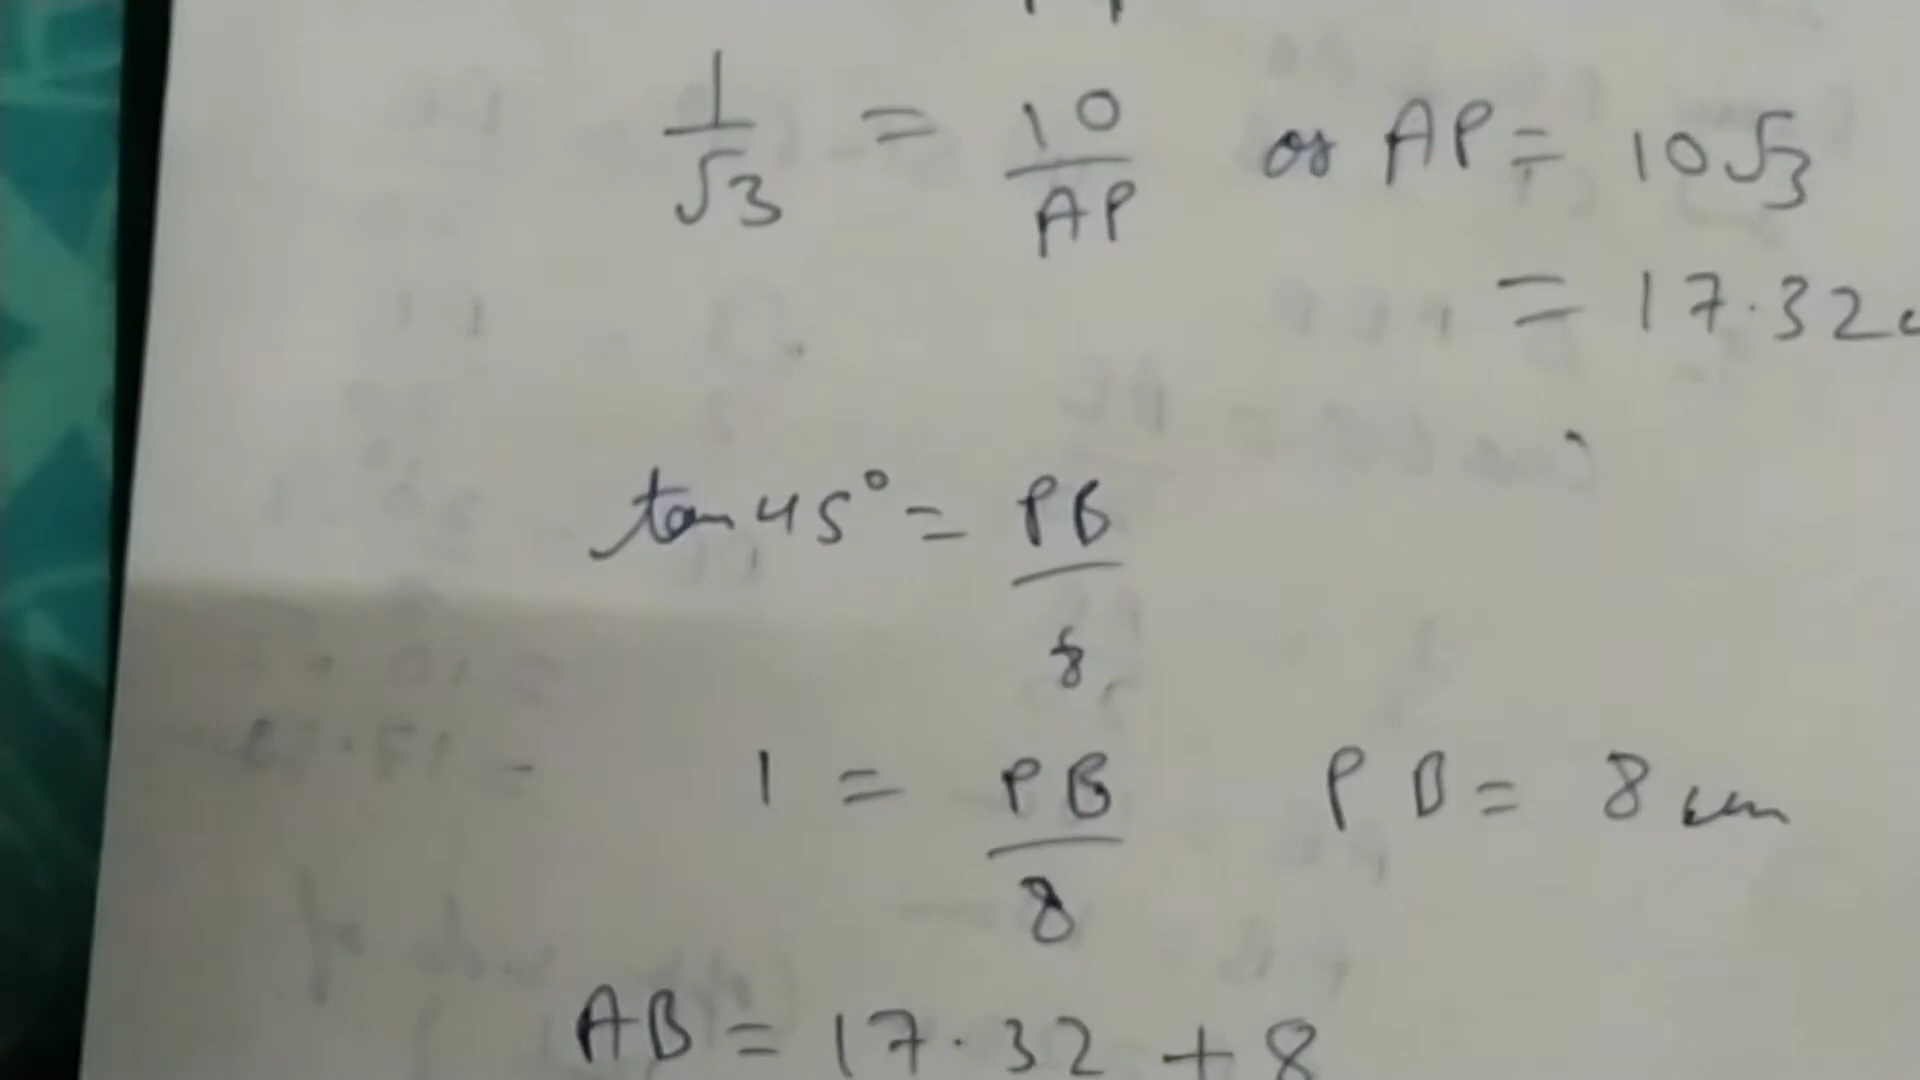 1/√3 = 10/AP or AP = 10√3
= 17.32c
tan 45° = PB/8
1 = PB/8 PB = 8 cm
AB = 17.32 + 8